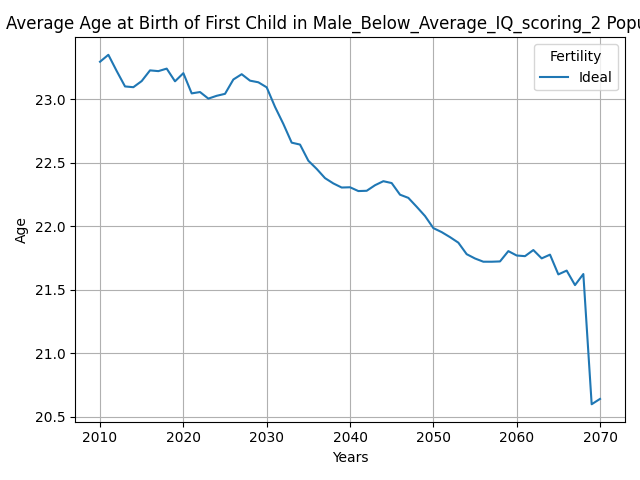 Average Age at Birth of First Child in Male_Below_Average_IQ_scoring_2 Popu
Fertility
Ideal
Age
23.0
22.5
22.0
21.5
21.0
20.5
2010 2020 2030 2040 2050 2060 2070
Years